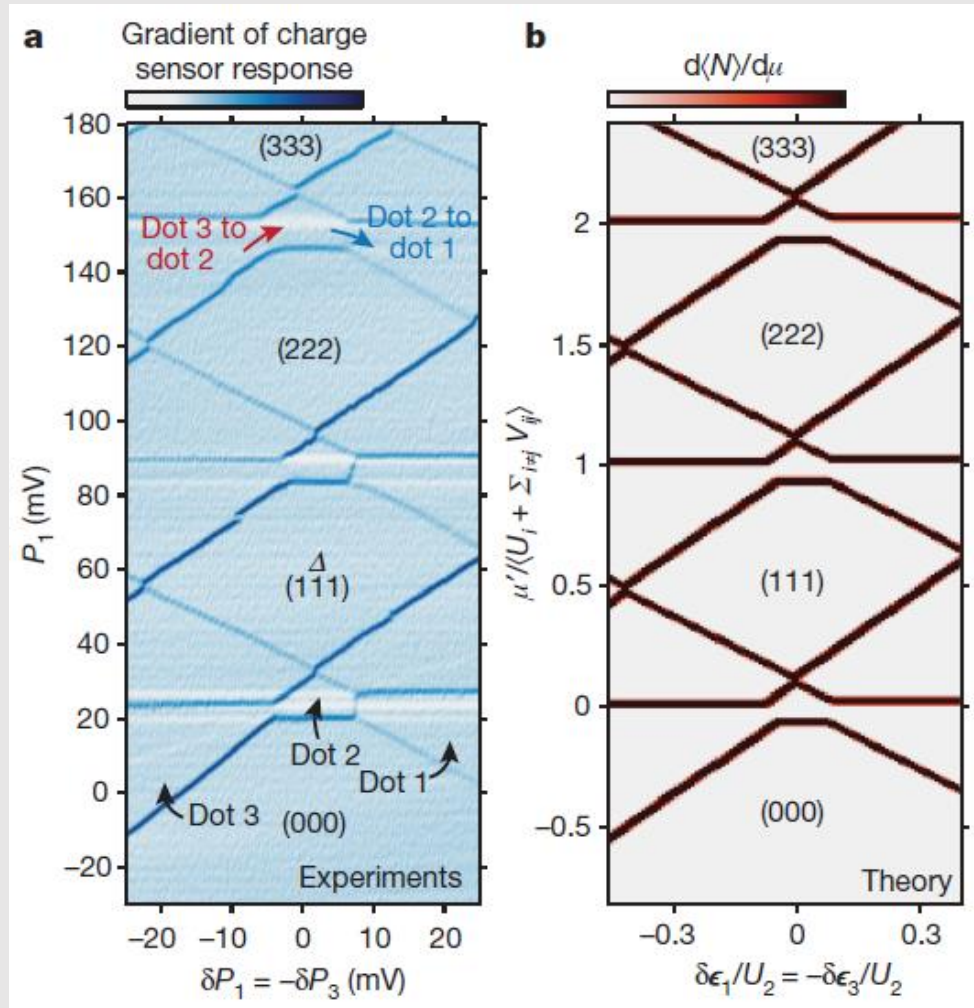 a
Gradient of charge
sensor response
180
160
140
120
100
80
60
40
20
0
−20
P₁ (mV)
(333)
Dot 3 to
dot 2
Dot 2 to
dot 1
(222)
Δ
(111)
Dot 2
Dot 1
Dot 3
(000)
Experiments
−20 −10 0 10 20
δP₁ = −δP₃ (mV)
b
d⟨N⟩/dμ
2
1.5
1
0.5
0
−0.5
μ′/⟨Uᵢ + Σᵢ≠ⱼ Vᵢⱼ⟩
(333)
(222)
(111)
(000)
Theory
−0.3 0 0.3
δϵ₁/U₂ = −δϵ₃/U₂